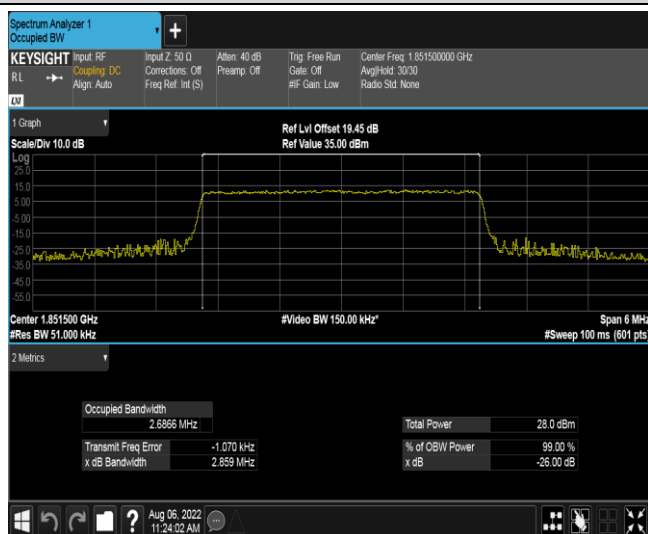 Spectrum Analyzer 1
Occupied BW
+
KEYSIGHT Input: RF Input Z: 50 Ω Atten: 40 dB Trig: Free Run Center Freq: 1.851500000 GHz
RL Coupling: DC Corrections: Off Preamp: Off Gate: Off Avg|Hold: 30/30
Align: Auto Freq Ref: Int (S) #IF Gain: Low Radio Std: None
LXI
1 Graph Ref Lvl Offset 19.45 dB
Scale/Div 10.0 dB Ref Value 35.00 dBm
Log
25.0
15.0
5.00
-5.00
-15.0
-25.0
-35.0
-45.0
-55.0
Center 1.851500 GHz #Video BW 150.00 kHz* Span 6 MHz
#Res BW 51.000 kHz #Sweep 100 ms (601 pts)
2 Metrics
Occupied Bandwidth
2.6866 MHz Total Power 28.0 dBm
Transmit Freq Error -1.070 kHz % of OBW Power 99.00 %
x dB Bandwidth 2.859 MHz x dB -26.00 dB
? Aug 06, 2022
11:24:02 AM